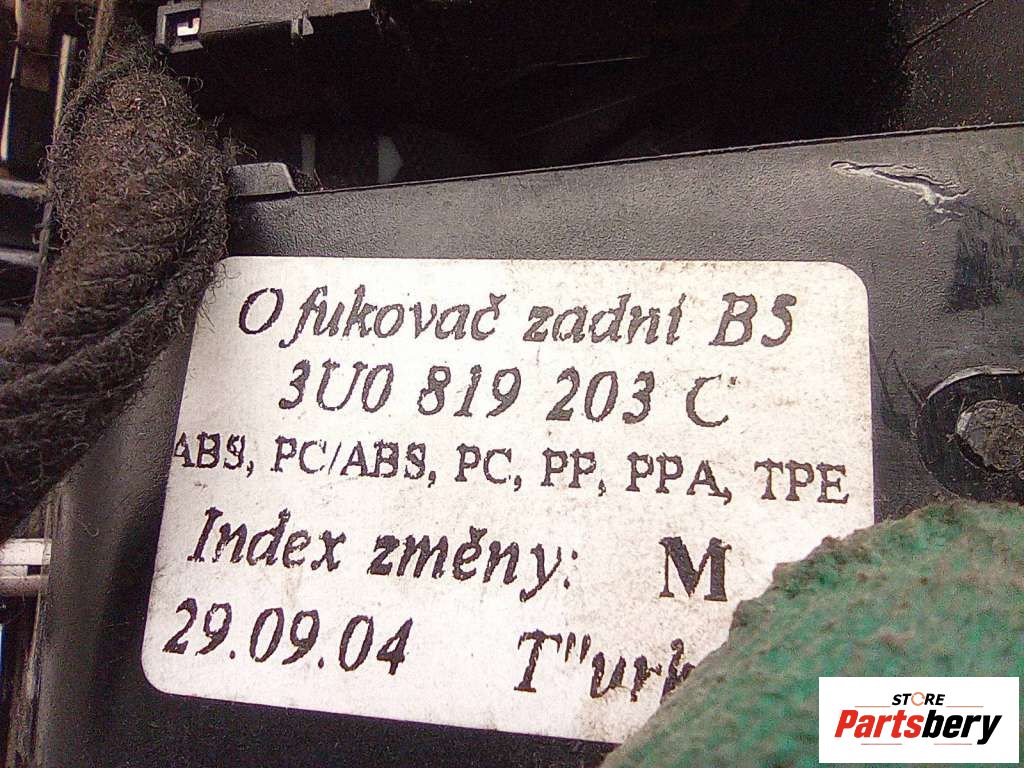 Ofukovač zadní B5
3U0 819 203 C
ABS, PC/ABS, PC, PP, PPA, TPE
Index změny: M
29.09.04
STORE
Partsbery